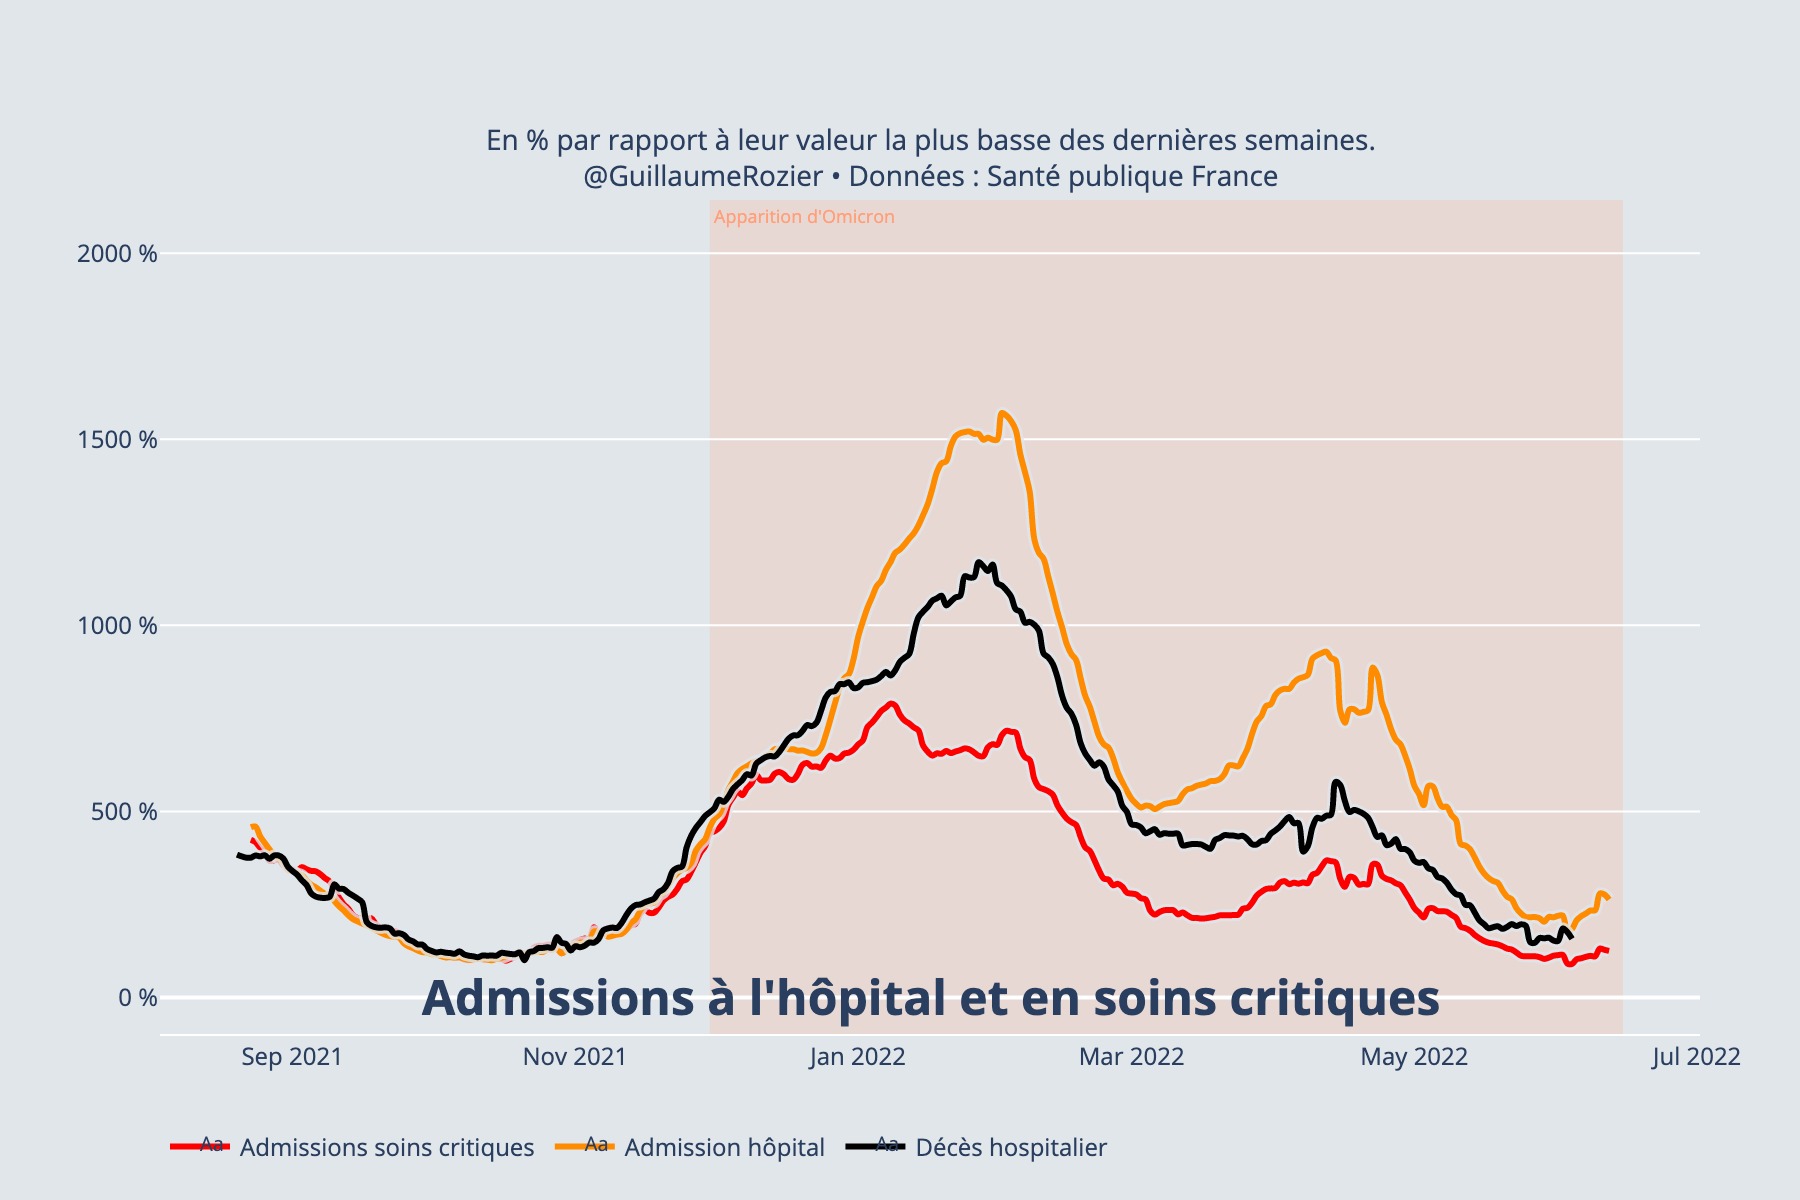 En % par rapport à leur valeur la plus basse des dernières semaines.
@GuillaumeRozier • Données : Santé publique France
Apparition d'Omicron
2000 %
1500 %
1000 %
500 %
0 %
Admissions à l'hôpital et en soins critiques
Sep 2021
Nov 2021
Jan 2022
Mar 2022
May 2022
Jul 2022
Aa Admissions soins critiques
Aa Admission hôpital
Aa Décès hospitalier